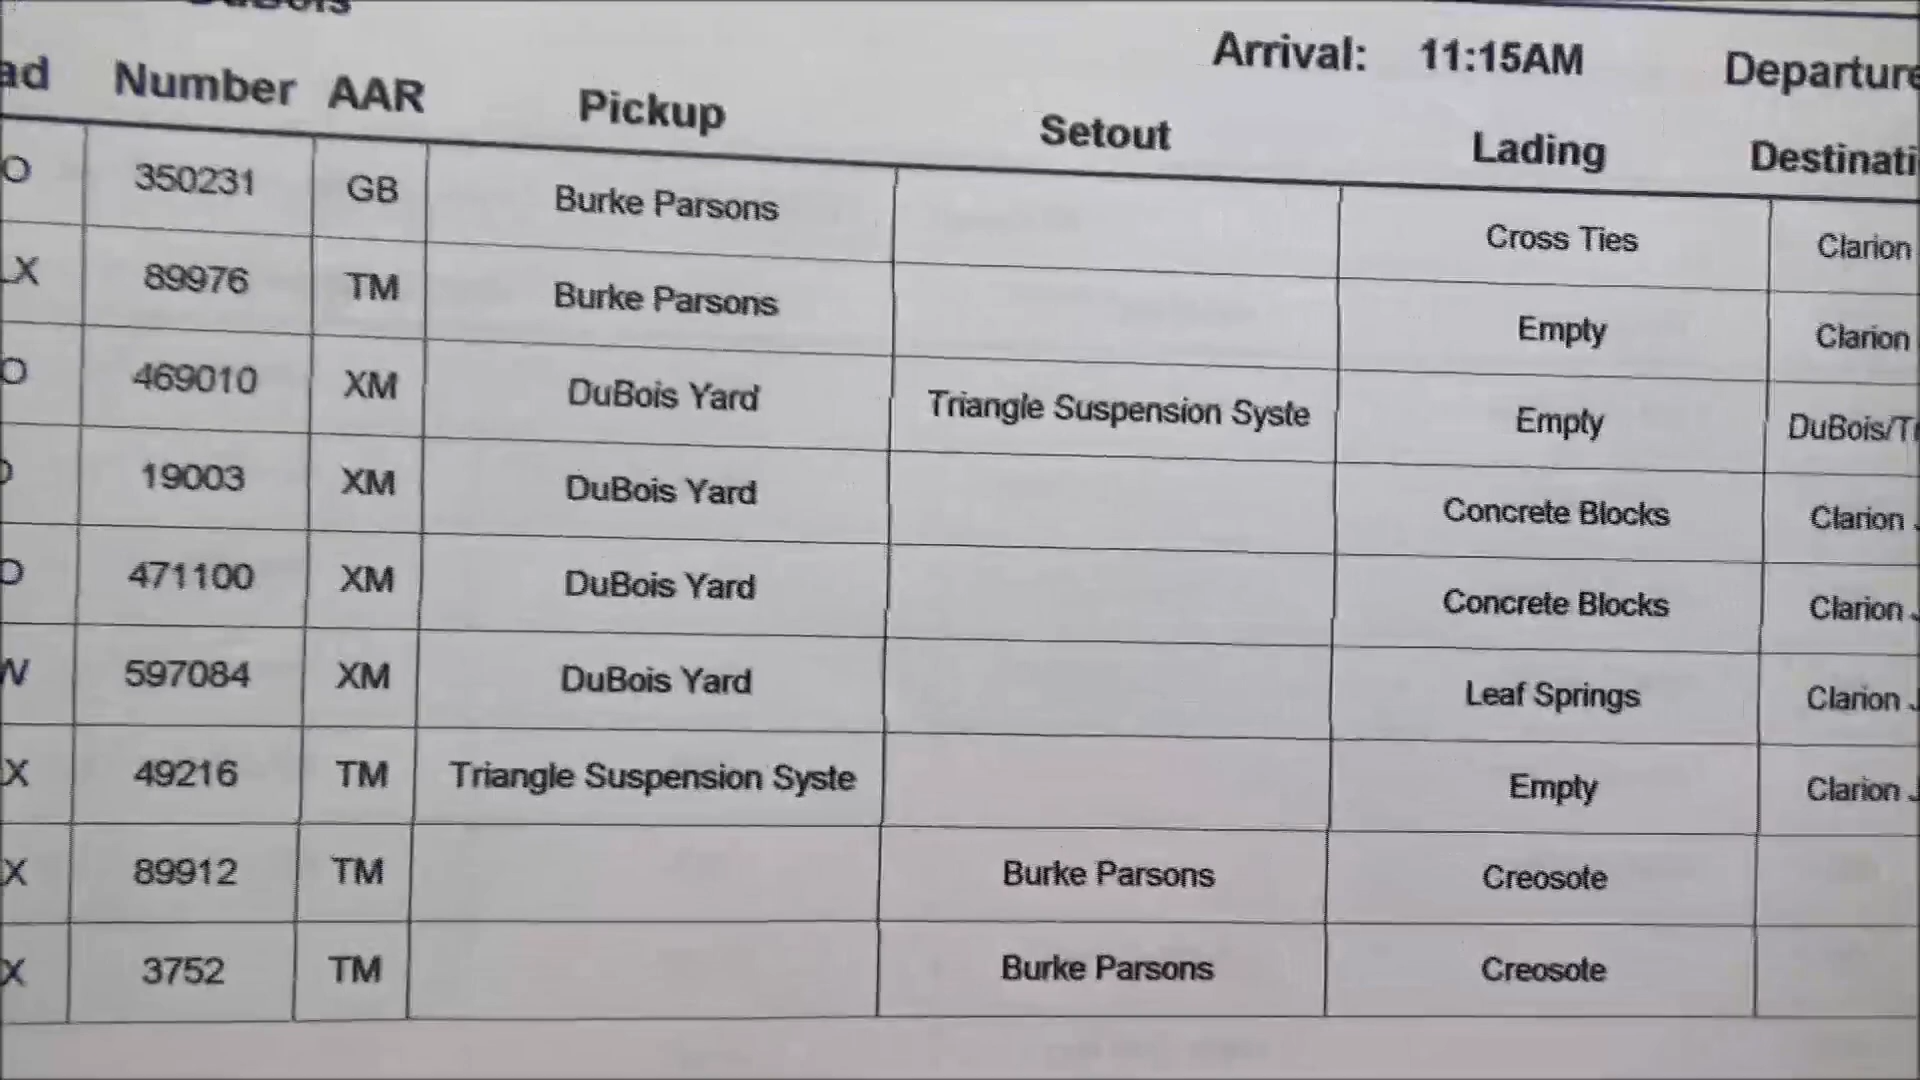 DuBois
Arrival: 11:15AM Departure
ad Number AAR Pickup Setout Lading Destinati
O 350231 GB Burke Parsons Cross Ties Clarion
LX 89976 TM Burke Parsons Empty Clarion
O 469010 XM DuBois Yard Triangle Suspension Syste Empty DuBois/Tr
O 19003 XM DuBois Yard Concrete Blocks Clarion J
O 471100 XM DuBois Yard Concrete Blocks Clarion J
W 597084 XM DuBois Yard Leaf Springs Clarion J
X 49216 TM Triangle Suspension Syste Empty Clarion J
X 89912 TM Burke Parsons Creosote
X 3752 TM Burke Parsons Creosote